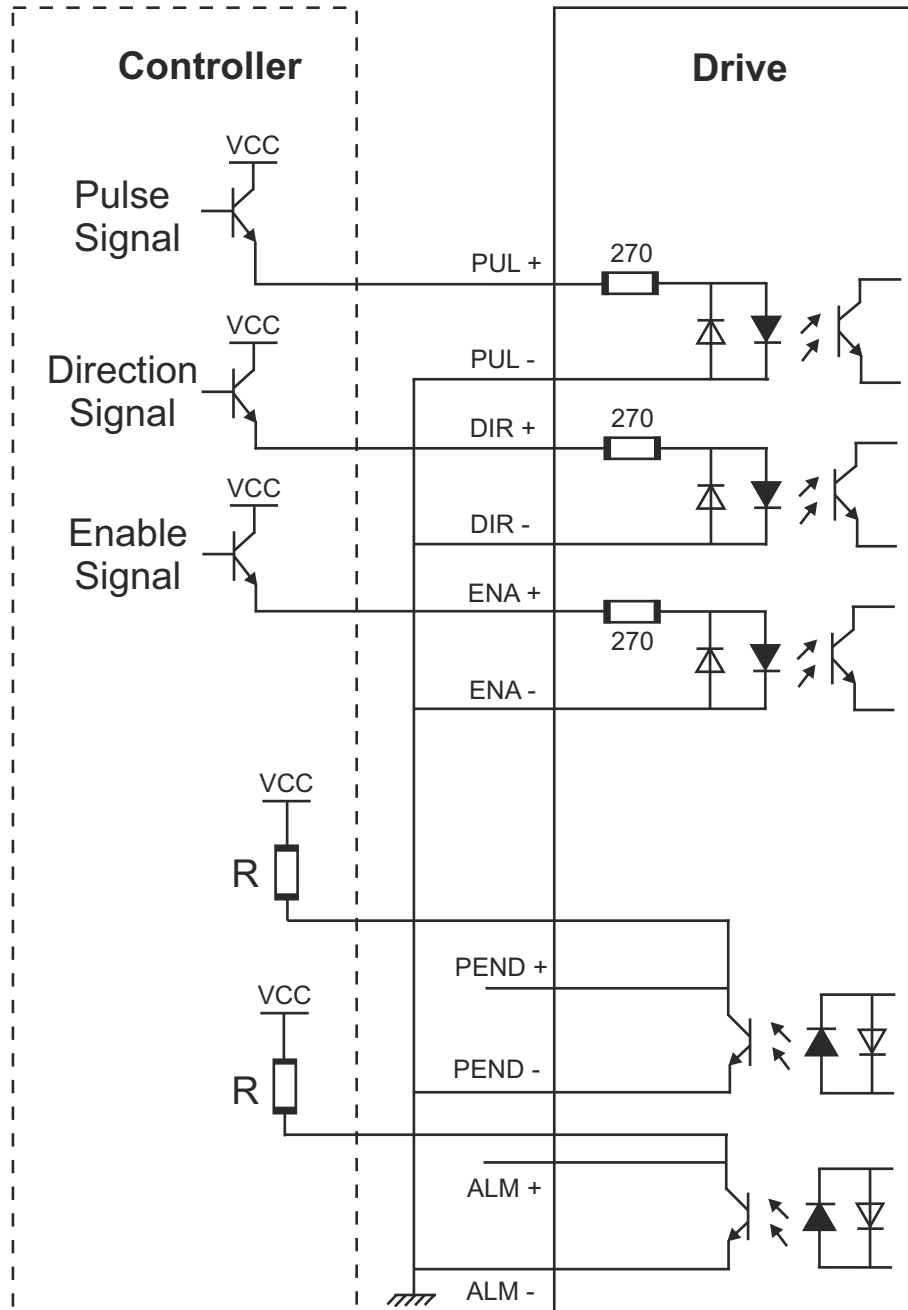 Controller
Drive
VCC
Pulse
Signal
PUL +
270
VCC
Direction
Signal
PUL -
DIR +
270
VCC
Enable
Signal
DIR -
ENA +
270
ENA -
VCC
R
PEND +
VCC
R
PEND -
ALM +
ALM -